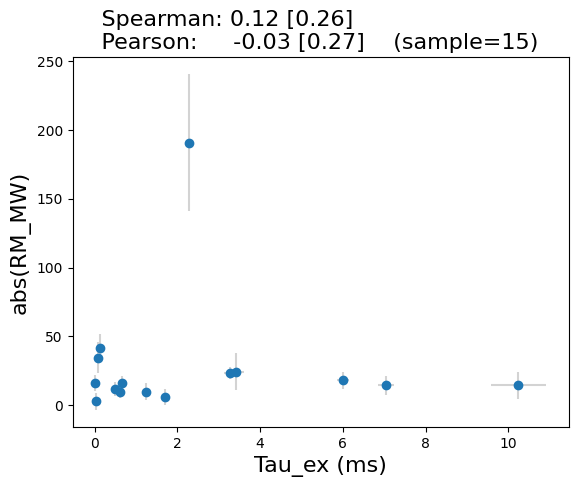 Spearman: 0.12 [0.26]
Pearson: -0.03 [0.27] (sample=15)
250
200
150
100
50
0
abs(RM_MW)
0 2 4 6 8 10
Tau_ex (ms)